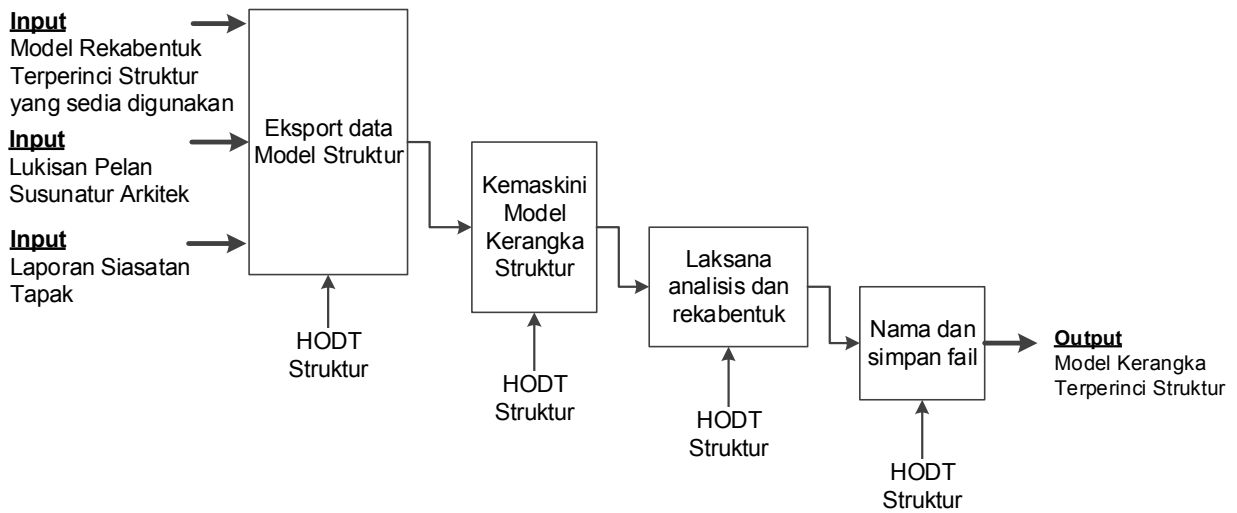 Input
Model Rekabentuk
Terperinci Struktur
yang sedia digunakan
Input
Lukisan Pelan
Susunatur Arkitek
Input
Laporan Siasatan
Tapak
Eksport data
Model Struktur
HODT
Struktur
Kemaskini
Model
Kerangka
Struktur
HODT
Struktur
Laksana
analisis dan
rekabentuk
HODT
Struktur
Nama dan
simpan fail
HODT
Struktur
Output
Model Kerangka
Terperinci Struktur